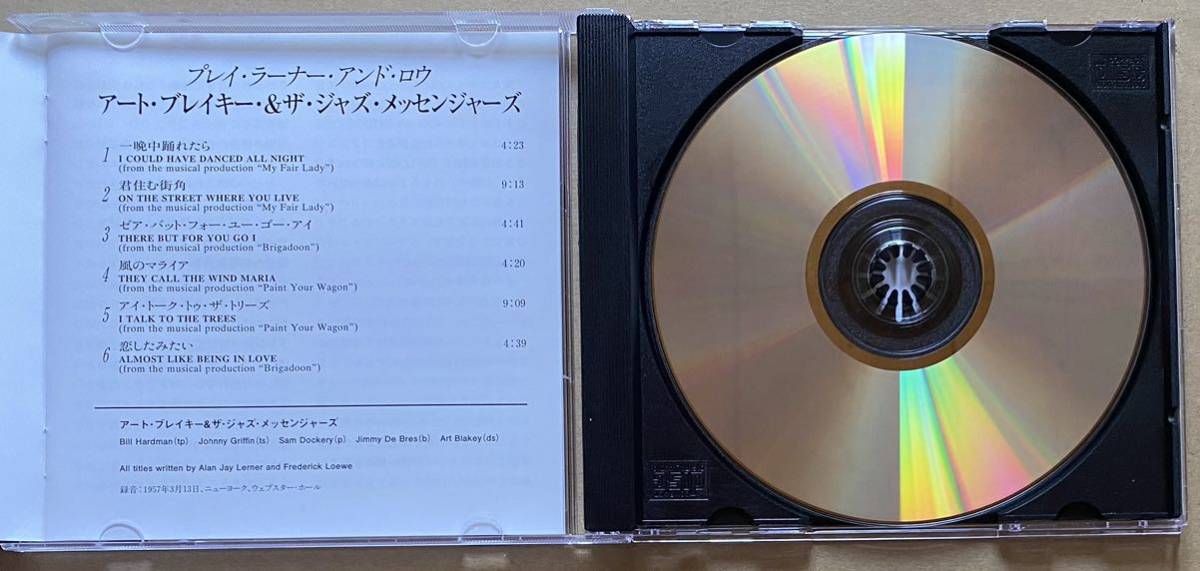 プレイ・ラーナー・アンド・ロウ
アート・ブレイキー・&ザ・ジャズ・メッセンジャーズ
1 一晩中踊れたら 4:23
I COULD HAVE DANCED ALL NIGHT
(from the musical production "My Fair Lady")
2 君住む街角 9:13
ON THE STREET WHERE YOU LIVE
(from the musical production "My Fair Lady")
3 ゼア・バット・フォー・ユー・ゴー・アイ 4:41
THERE BUT FOR YOU GO I
(from the musical production "Brigadoon")
4 風のマライア 4:20
THEY CALL THE WIND MARIA
(from the musical production "Paint Your Wagon")
5 アイ・トーク・トゥ・ザ・トリーズ 9:09
I TALK TO THE TREES
(from the musical production "Paint Your Wagon")
6 恋したみたい 4:39
ALMOST LIKE BEING IN LOVE
(from the musical production "Brigadoon")
アート・ブレイキー&ザ・ジャズ・メッセンジャーズ
Bill Hardman(tp) Johnny Griffin(ts) Sam Dockery(p) Jimmy De Bres(b) Art Blakey(ds)
All titles written by Alan Jay Lerner and Frederick Loewe
録音:1957年3月13日、ニューヨーク、ウェブスター・ホール